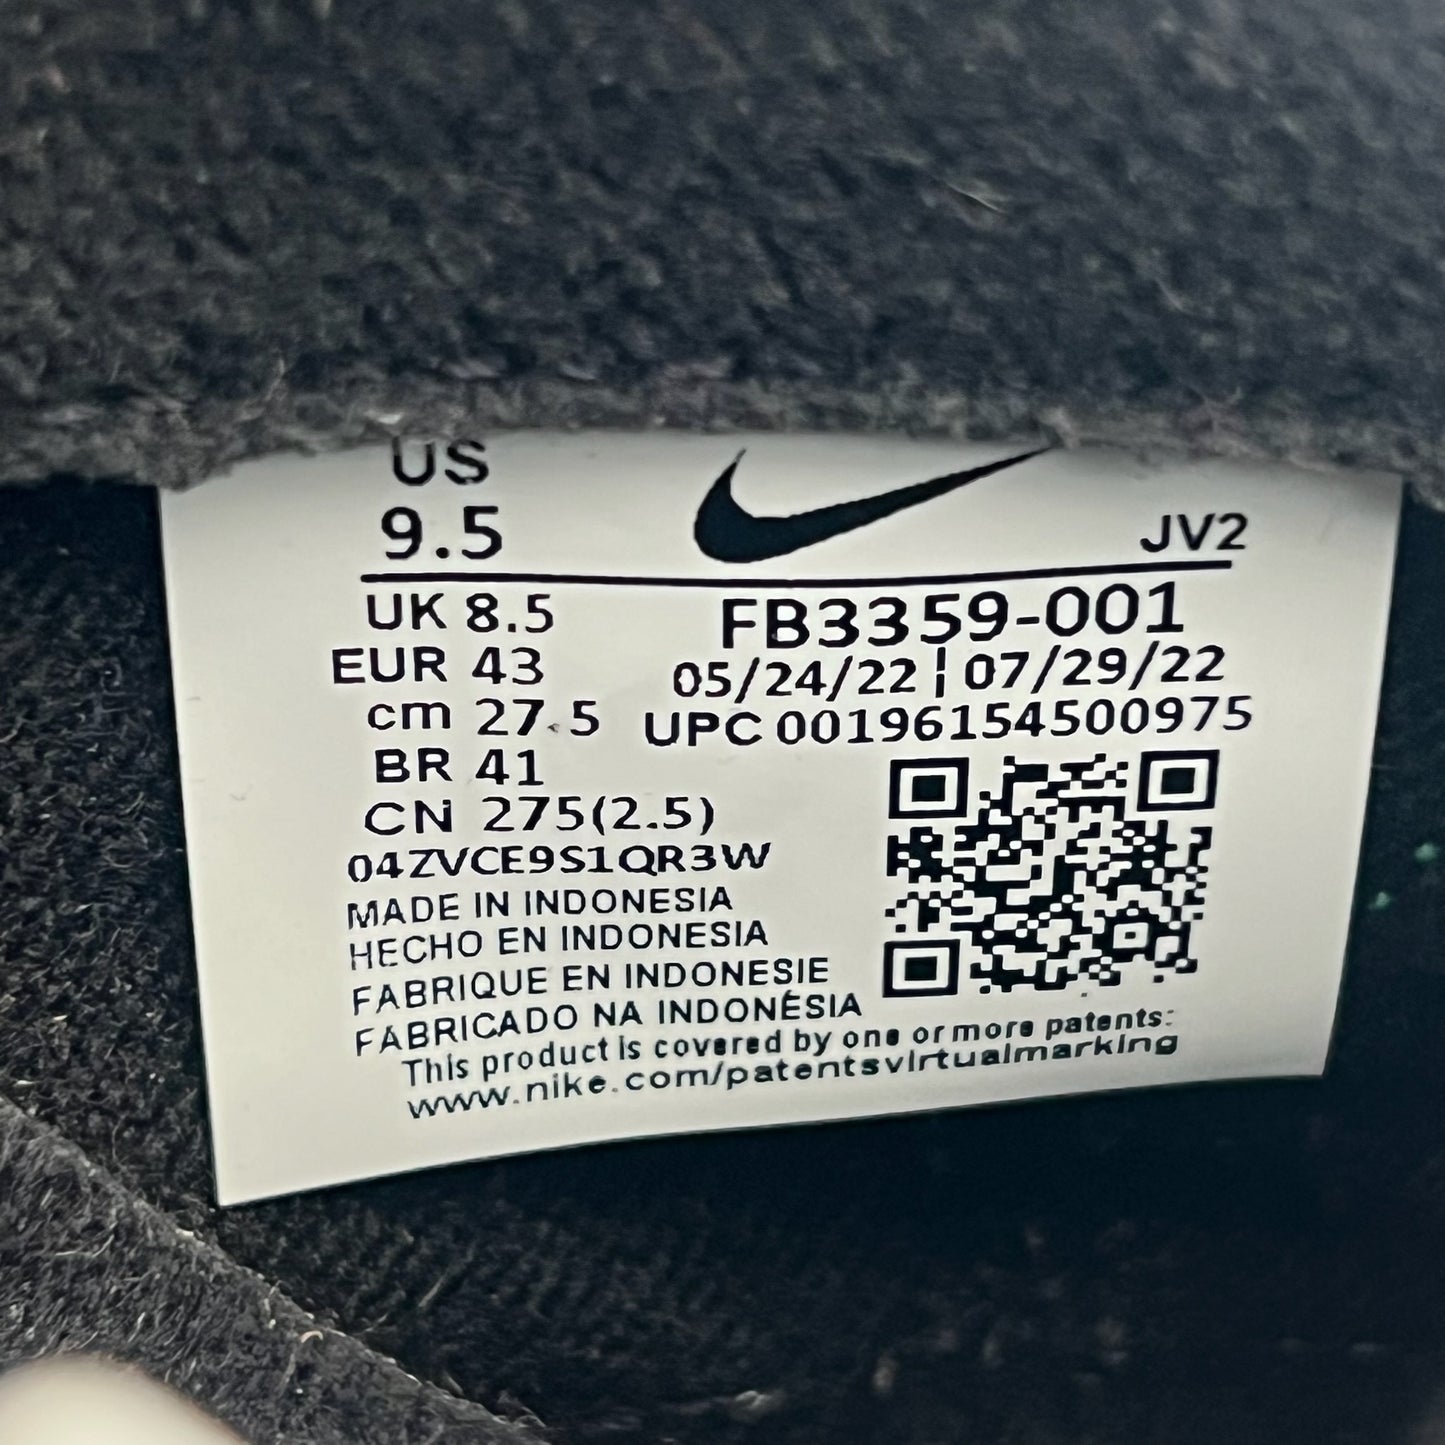 US
9.5
JV2
UK 8.5
FB3359-001
EUR 43
05/24/22 | 07/29/22
cm 27.5
UPC 00196154500975
BR 41
CN 275(2.5)
04ZVCE9S1QR3W
MADE IN INDONESIA
HECHO EN INDONESIA
FABRIQUE EN INDONESIE
FABRICADO NA INDONÉSIA
This product is covered by one or more patents:
www.nike.com/patentsvirtualmarking